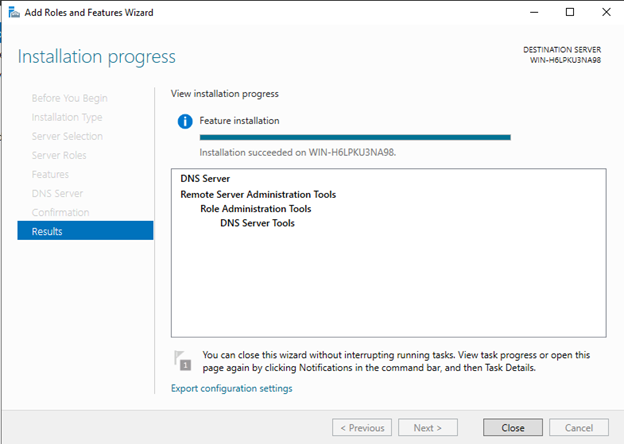 Add Roles and Features Wizard
Installation progress
DESTINATION SERVER
WIN-H6LPKU3NA98
Before You Begin
Installation Type
Server Selection
Server Roles
Features
DNS Server
Confirmation
Results
View installation progress
Feature installation
Installation succeeded on WIN-H6LPKU3NA98.
DNS Server
Remote Server Administration Tools
Role Administration Tools
DNS Server Tools
1
You can close this wizard without interrupting running tasks. View task progress or open this
page again by clicking Notifications in the command bar, and then Task Details.
Export configuration settings
< Previous
Next >
Close
Cancel